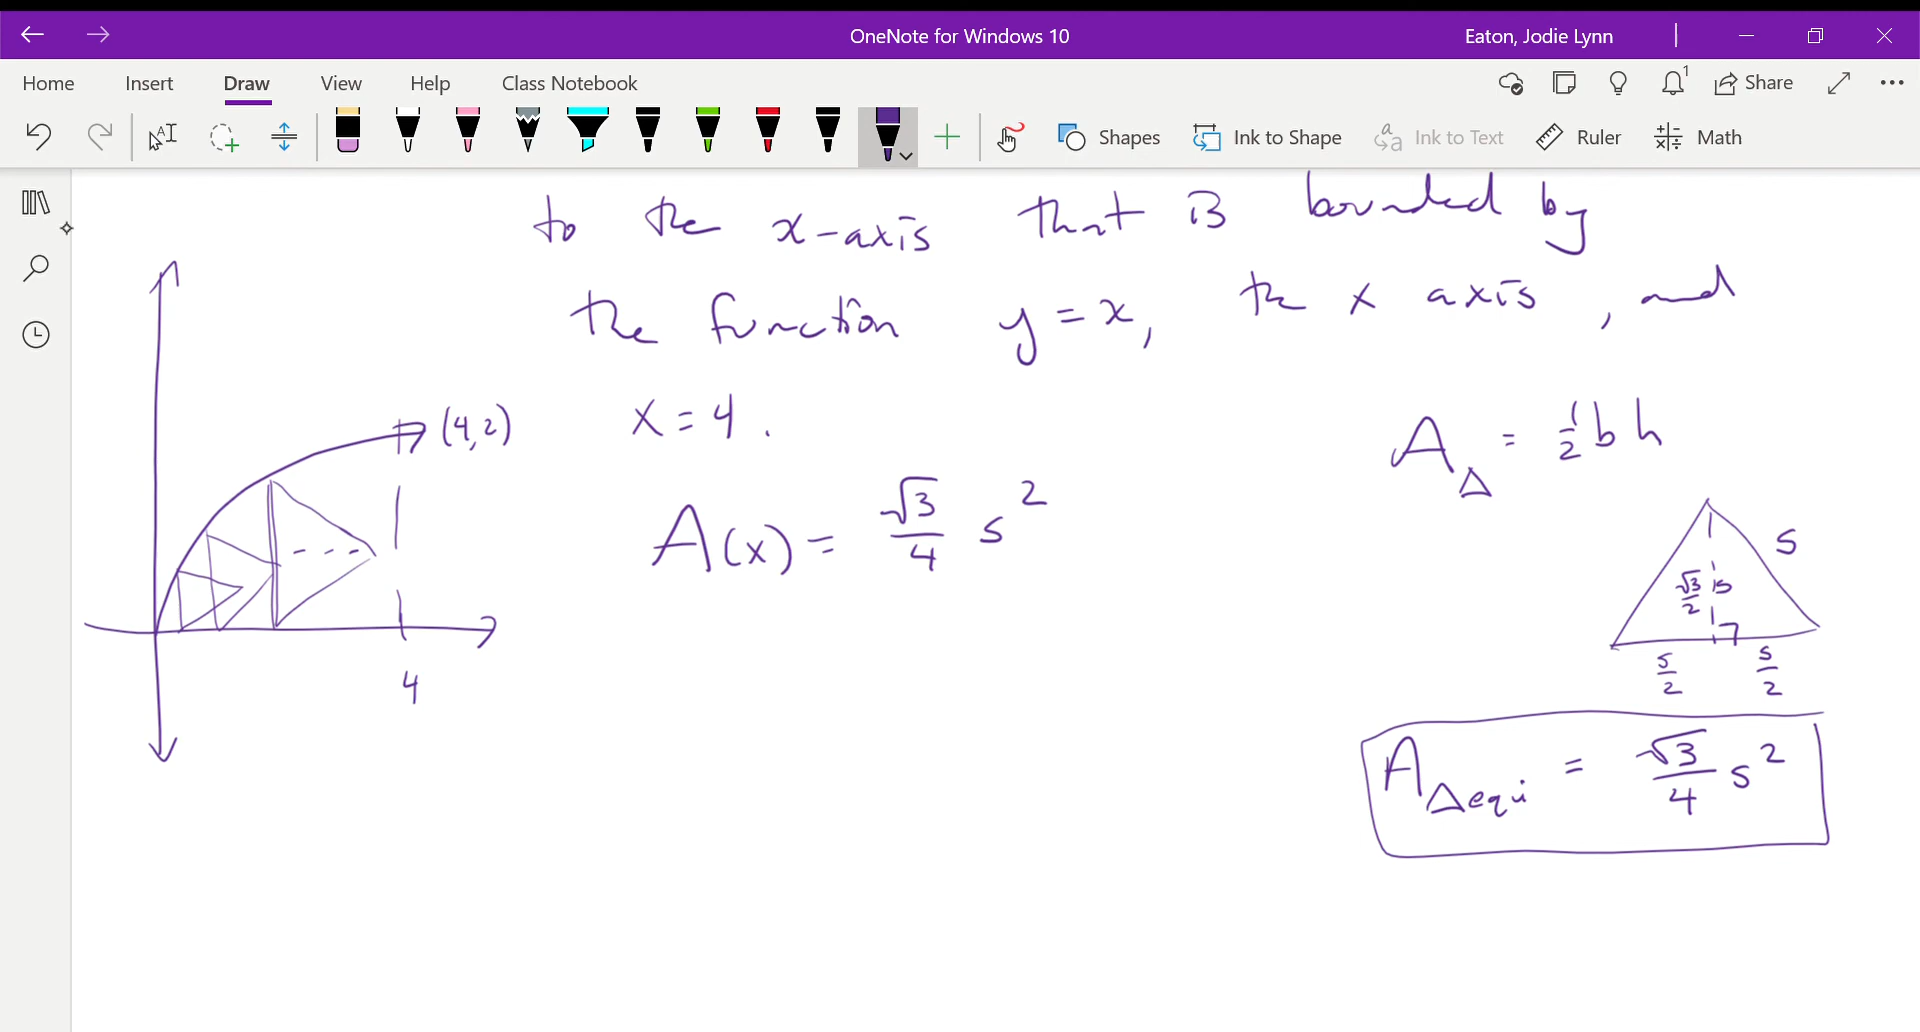 OneNote for Windows 10
Eaton, Jodie Lynn
Home Insert Draw View Help Class Notebook
1 Share
Shapes Ink to Shape Ink to Text Ruler Math
to the x-axis that is bounded by
the function y = x, the x axis, and
x = 4.
(4,2)
4
A(x) = √3/4 s²
A△ = 1/2 b h
s
√3/2 s
s/2 s/2
A△equi = √3/4 s²